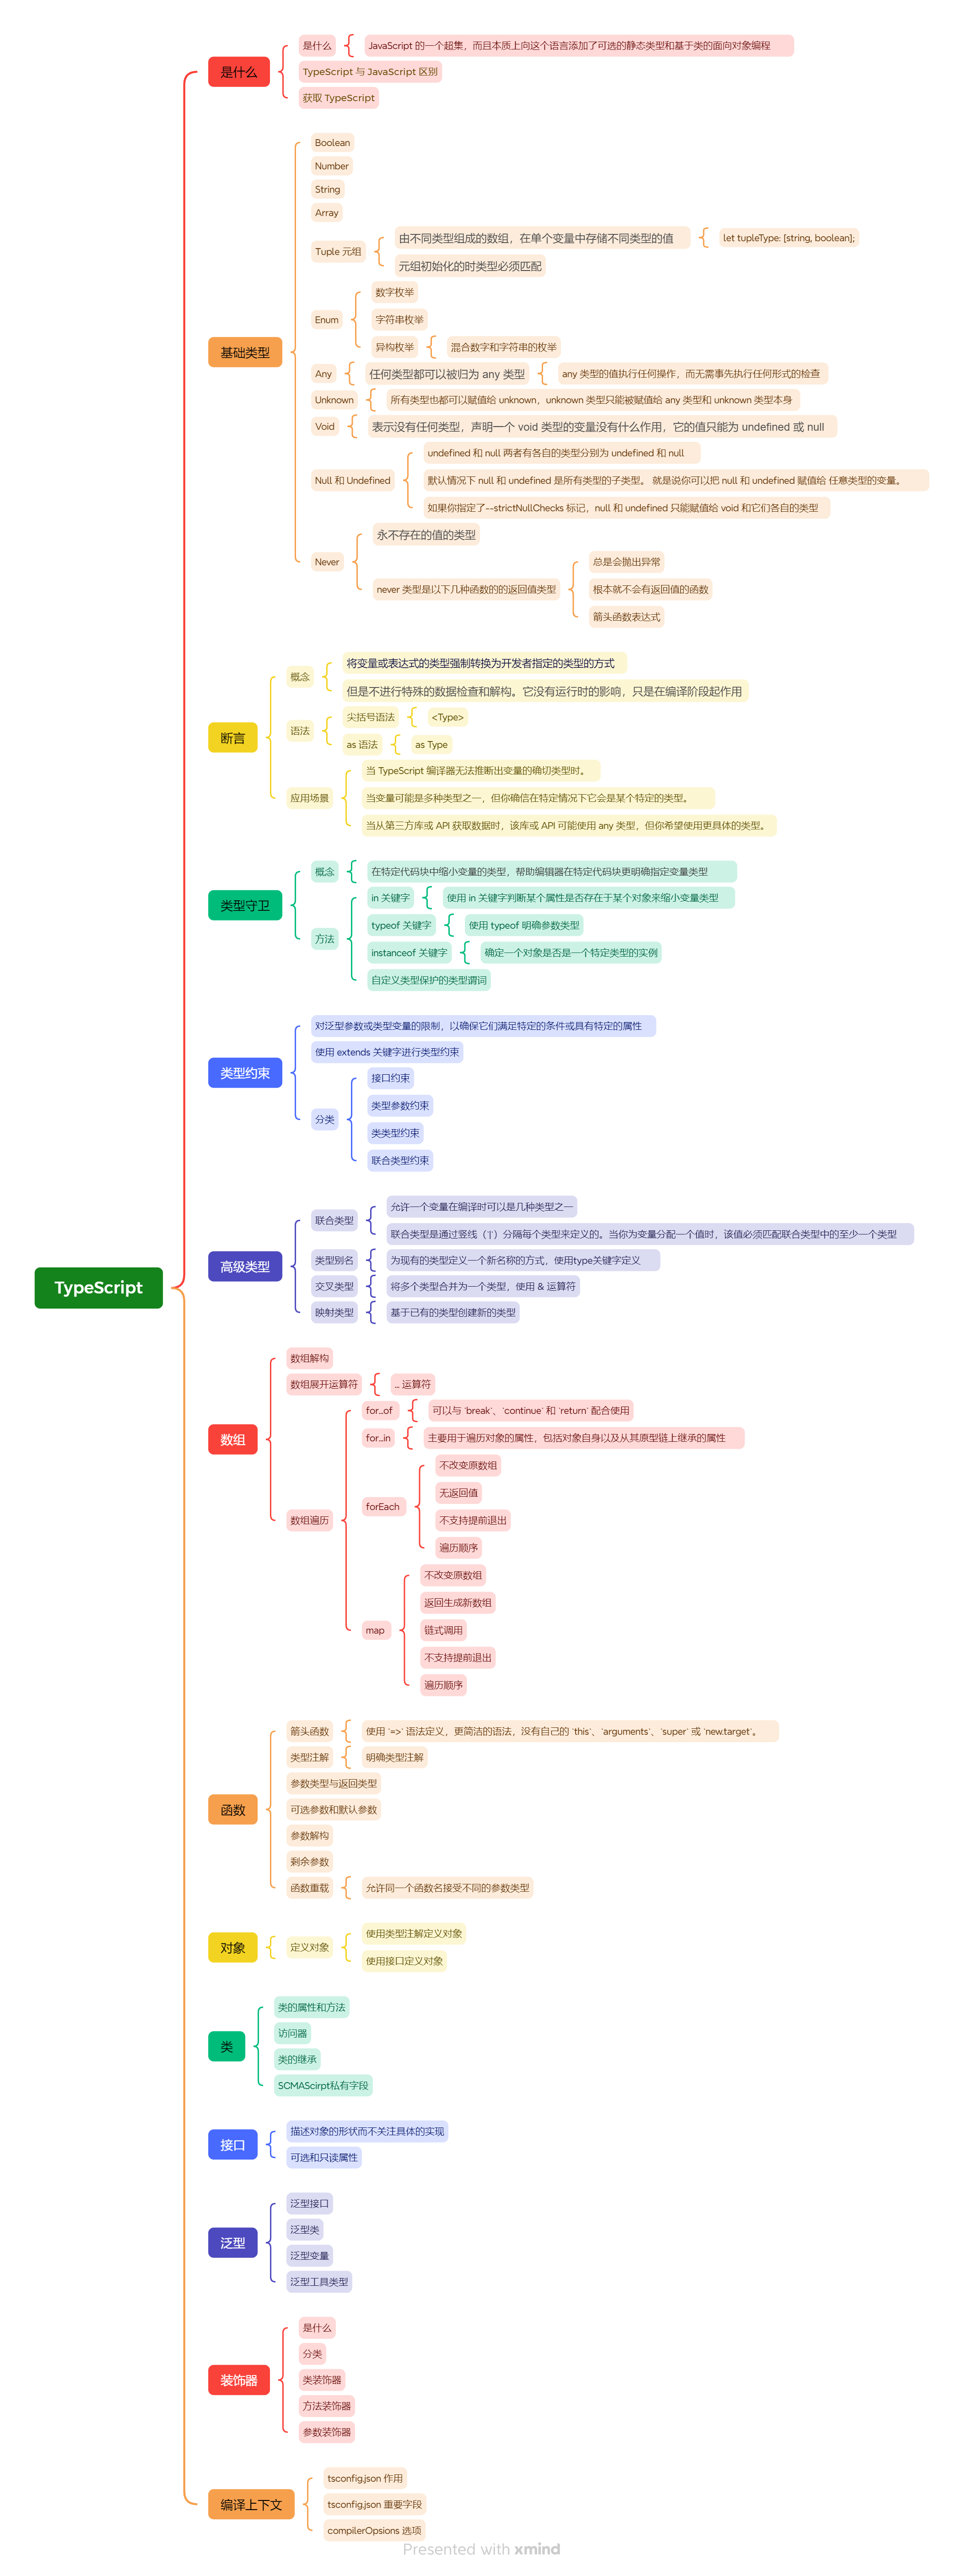 是什么
是什么
JavaScript 的一个超集，而且本质上向这个语言添加了可选的静态类型和基于类的面向对象编程
TypeScript 与 JavaScript 区别
获取 TypeScript
基础类型
Boolean
Number
String
Array
Tuple 元组
由不同类型组成的数组，在单个变量中存储不同类型的值
let tupleType: [string, boolean];
元组初始化的时类型必须匹配
Enum
数字枚举
字符串枚举
异构枚举
混合数字和字符串的枚举
Any
任何类型都可以被归为 any 类型
any 类型的值执行任何操作，而无需事先执行任何形式的检查
Unknown
所有类型也都可以赋值给 unknown，unknown 类型只能被赋值给 any 类型和 unknown 类型本身
Void
表示没有任何类型，声明一个 void 类型的变量没有什么作用，它的值只能为 undefined 或 null
Null 和 Undefined
undefined 和 null 两者有各自的类型分别为 undefined 和 null
默认情况下 null 和 undefined 是所有类型的子类型。 就是说你可以把 null 和 undefined 赋值给 任意类型的变量。
如果你指定了--strictNullChecks 标记，null 和 undefined 只能赋值给 void 和它们各自的类型
Never
永不存在的值的类型
never 类型是以下几种函数的的返回值类型
总是会抛出异常
根本就不会有返回值的函数
箭头函数表达式
断言
概念
将变量或表达式的类型强制转换为开发者指定的类型的方式
但是不进行特殊的数据检查和解构。它没有运行时的影响，只是在编译阶段起作用
语法
尖括号语法
<Type>
as 语法
as Type
应用场景
当 TypeScript 编译器无法推断出变量的确切类型时。
当变量可能是多种类型之一，但你确信在特定情况下它会是某个特定的类型。
当从第三方库或 API 获取数据时，该库或 API 可能使用 any 类型，但你希望使用更具体的类型。
类型守卫
概念
在特定代码块中缩小变量的类型，帮助编辑器在特定代码块更明确指定变量类型
方法
in 关键字
使用 in 关键字判断某个属性是否存在于某个对象来缩小变量类型
typeof 关键字
使用 typeof 明确参数类型
instanceof 关键字
确定一个对象是否是一个特定类型的实例
自定义类型保护的类型谓词
类型约束
对泛型参数或类型变量的限制，以确保它们满足特定的条件或具有特定的属性
使用 extends 关键字进行类型约束
分类
接口约束
类型参数约束
类类型约束
联合类型约束
TypeScript
高级类型
联合类型
允许一个变量在编译时可以是几种类型之一
联合类型是通过竖线（|）分隔每个类型来定义的。当你为变量分配一个值时，该值必须匹配联合类型中的至少一个类型
类型别名
为现有的类型定义一个新名称的方式，使用type关键字定义
交叉类型
将多个类型合并为一个类型，使用 & 运算符
映射类型
基于已有的类型创建新的类型
数组
数组解构
数组展开运算符
... 运算符
数组遍历
for...of
可以与 `break`、`continue` 和 `return` 配合使用
for...in
主要用于遍历对象的属性，包括对象自身以及从其原型链上继承的属性
forEach
不改变原数组
无返回值
不支持提前退出
遍历顺序
map
不改变原数组
返回生成新数组
链式调用
不支持提前退出
遍历顺序
函数
箭头函数
使用 `=>` 语法定义，更简洁的语法，没有自己的 `this`、`arguments`、`super` 或 `new.target`。
类型注解
明确类型注解
参数类型与返回类型
可选参数和默认参数
参数解构
剩余参数
函数重载
允许同一个函数名接受不同的参数类型
对象
定义对象
使用类型注解定义对象
使用接口定义对象
类
类的属性和方法
访问器
类的继承
SCMAScirpt私有字段
接口
描述对象的形状而不关注具体的实现
可选和只读属性
泛型
泛型接口
泛型类
泛型变量
泛型工具类型
装饰器
是什么
分类
类装饰器
方法装饰器
参数装饰器
编译上下文
tsconfig.json 作用
tsconfig.json 重要字段
compilerOpsions 选项
Presented with xmind